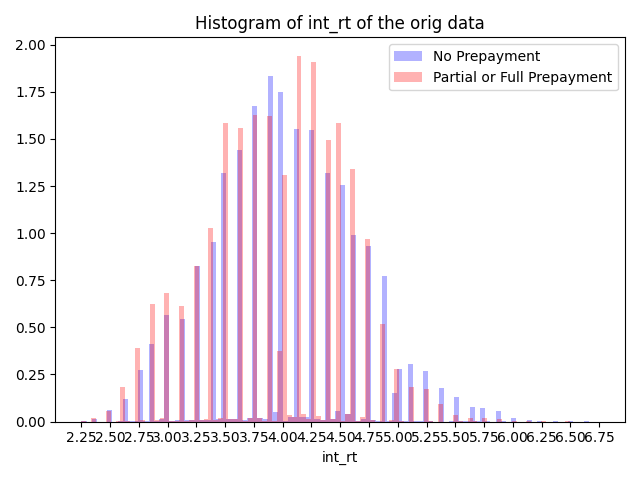 Histogram of int_rt of the orig data
No Prepayment
Partial or Full Prepayment
2.00
1.75
1.50
1.25
1.00
0.75
0.50
0.25
0.00
2.25 2.50 2.75 3.00 3.25 3.50 3.75 4.00 4.25 4.50 4.75 5.00 5.25 5.50 5.75 6.00 6.25 6.50 6.75
int_rt